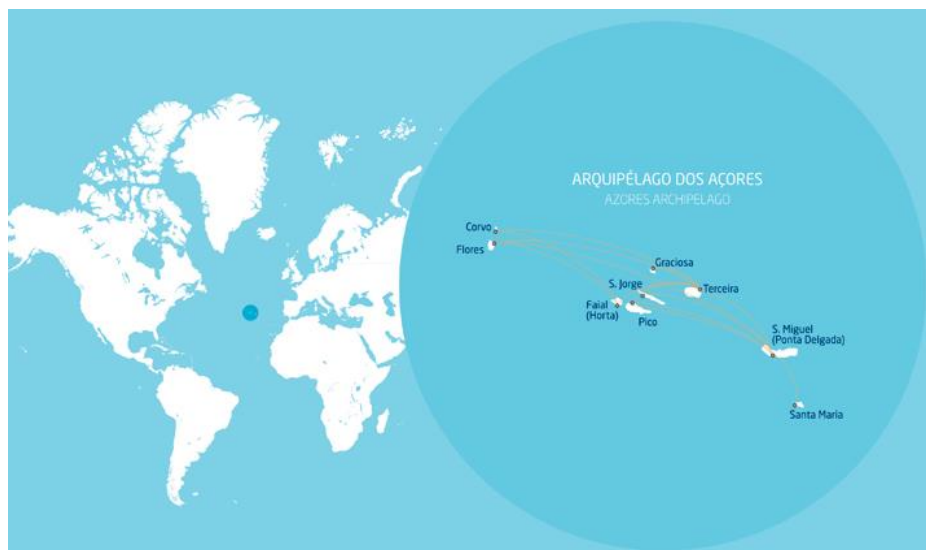 ARQUIPÉLAGO DOS AÇORES
AZORES ARCHIPELAGO
Corvo
Flores
Graciosa
S. Jorge
Terceira
Faial
(Horta)
Pico
S. Miguel
(Ponta Delgada)
Santa Maria